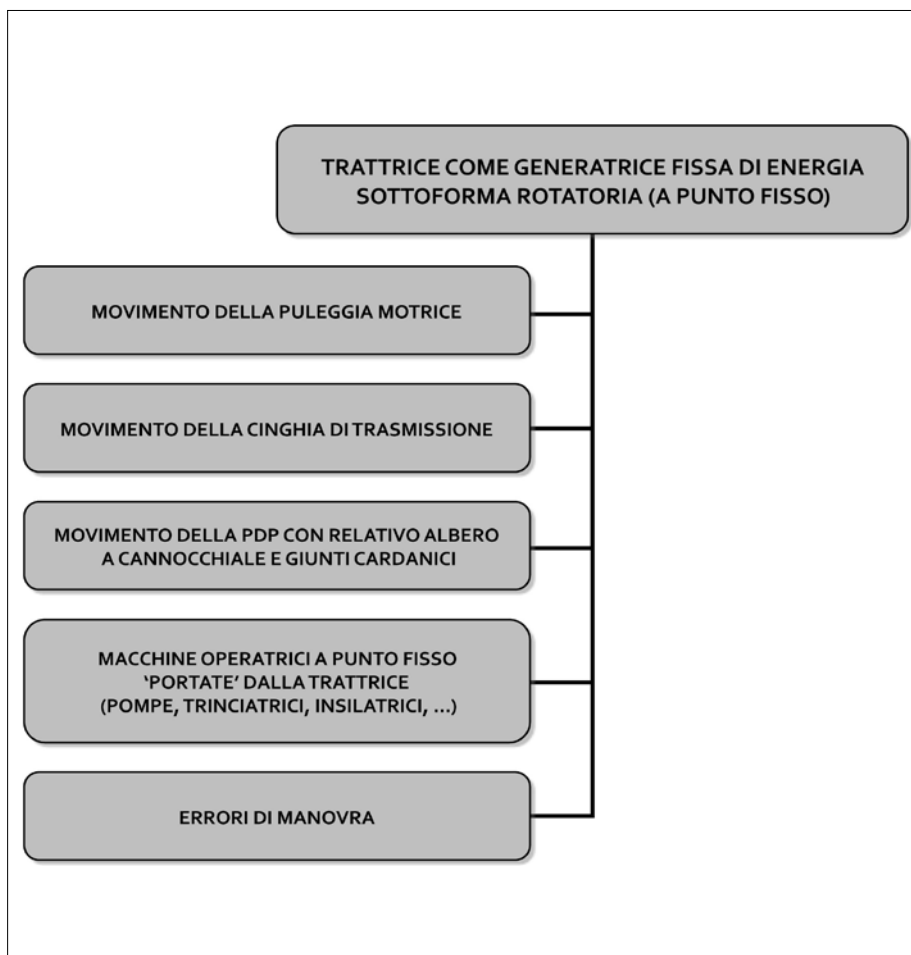 TRATTRICE COME GENERATRICE FISSA DI ENERGIA
SOTTOFORMA ROTATORIA (A PUNTO FISSO)
MOVIMENTO DELLA PULEGGIA MOTRICE
MOVIMENTO DELLA CINGHIA DI TRASMISSIONE
MOVIMENTO DELLA PDP CON RELATIVO ALBERO
A CANNOCCHIALE E GIUNTI CARDANICI
MACCHINE OPERATRICI A PUNTO FISSO
‘PORTATE’ DALLA TRATTRICE
(POMPE, TRINCIATRICI, INSILATRICI, ...)
ERRORI DI MANOVRA